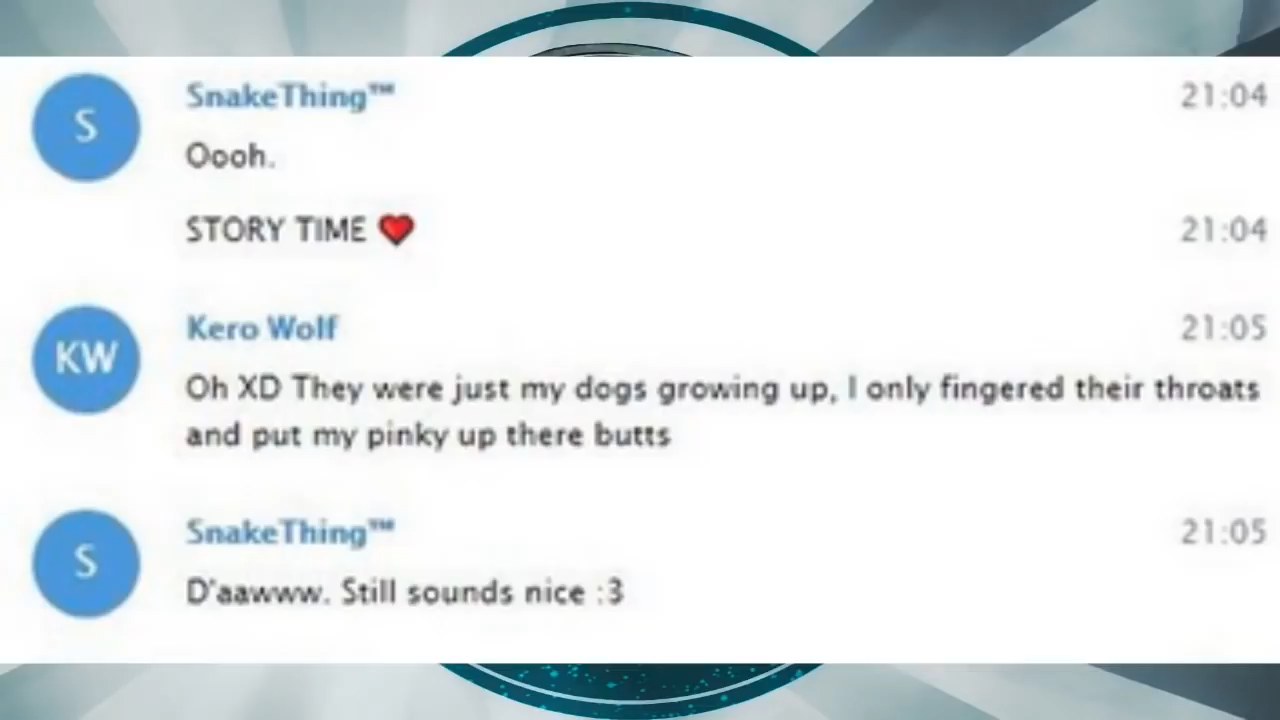 S
SnakeThing™ 21:04
Oooh.
STORY TIME ❤ 21:04
KW
Kero Wolf 21:05
Oh XD They were just my dogs growing up, I only fingered their throats
and put my pinky up there butts
S
SnakeThing™ 21:05
D'aawww. Still sounds nice :3